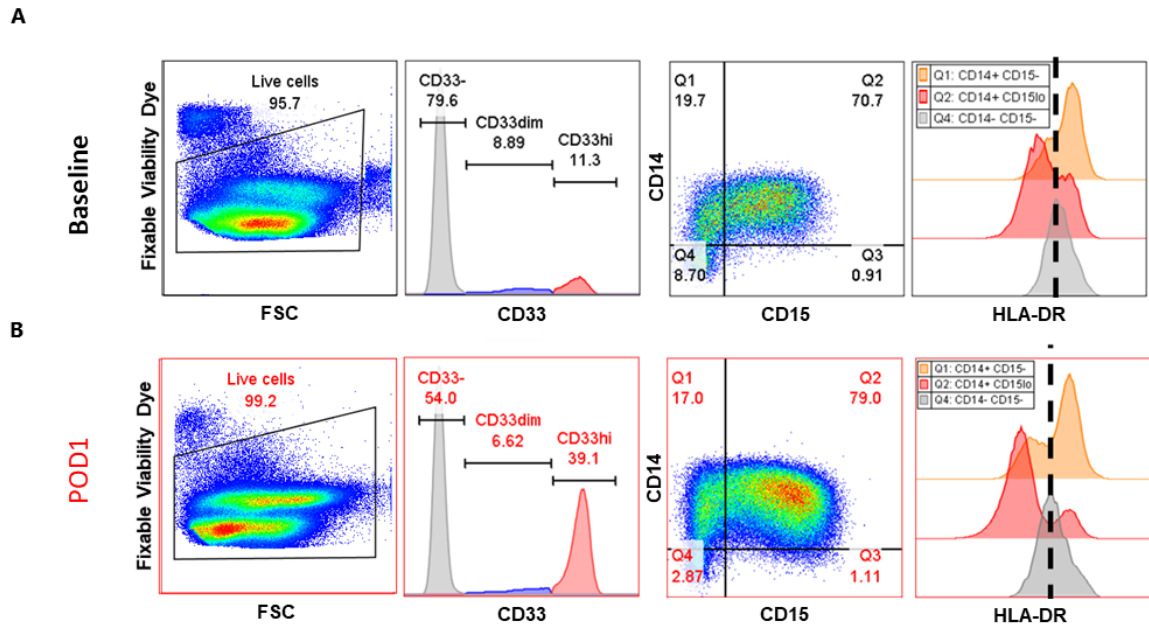 A
Baseline
Fixable Viability Dye
Live cells
95.7
FSC
CD33-
79.6
CD33dim
8.89
CD33hi
11.3
CD33
CD14
Q1
19.7
Q2
70.7
Q4
8.70
Q3
0.91
CD15
Q1: CD14+ CD15-
Q2: CD14+ CD15lo
Q4: CD14- CD15-
HLA-DR
B
POD1
Fixable Viability Dye
Live cells
99.2
FSC
CD33-
54.0
CD33dim
6.62
CD33hi
39.1
CD33
CD14
Q1
17.0
Q2
79.0
Q4
2.87
Q3
1.11
CD15
Q1: CD14+ CD15-
Q2: CD14+ CD15lo
Q4: CD14- CD15-
HLA-DR